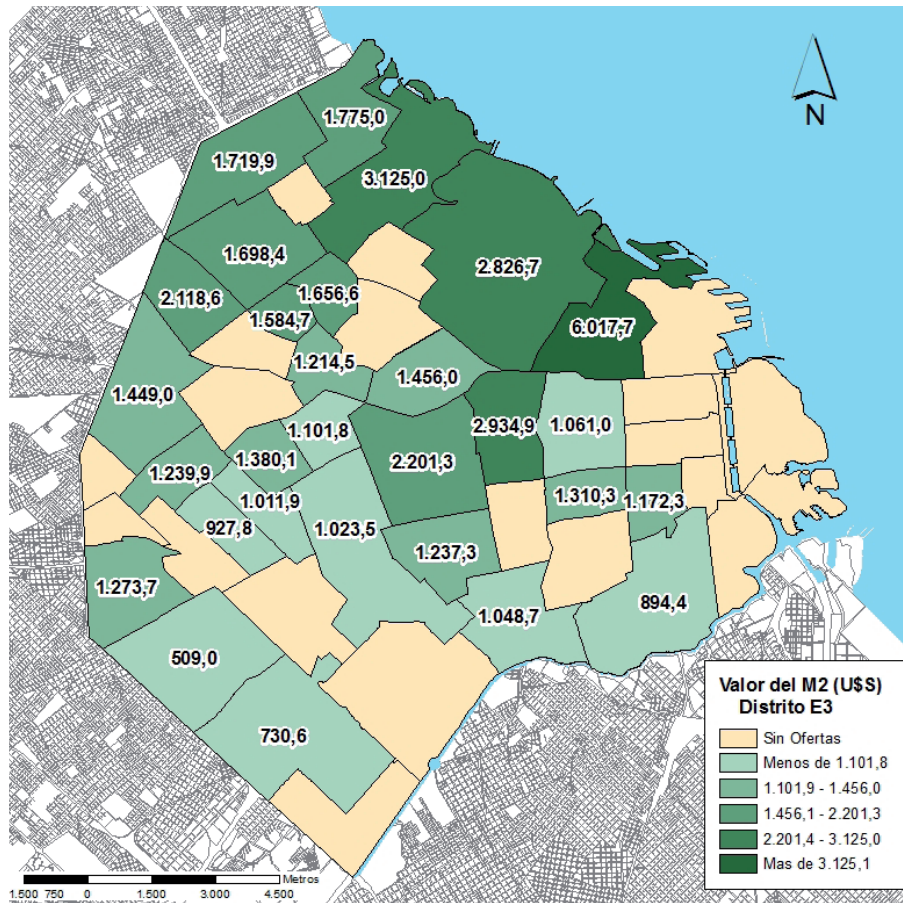 N
1.775,0
1.719,9
3.125,0
1.698,4
2.826,7
2.118,6
1.656,6
1.584,7
6.017,7
1.214,5
1.449,0
1.456,0
1.101,8
2.934,9
1.061,0
1.239,9
1.380,1
2.201,3
1.011,9
1.310,3
1.172,3
927,8
1.023,5
1.237,3
1.273,7
1.048,7
894,4
509,0
730,6
Valor del M2 (U$S)
Distrito E3
Sin Ofertas
Menos de 1.101,8
1.101,9 - 1.456,0
1.456,1 - 2.201,3
2.201,4 - 3.125,0
Mas de 3.125,1
Metros
1.500 750 0 1.500 3.000 4.500